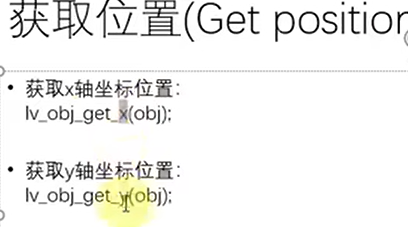 获取位置(Get position
获取x轴坐标位置：
lv_obj_get_x(obj);
获取y轴坐标位置：
lv_obj_get_y(obj);